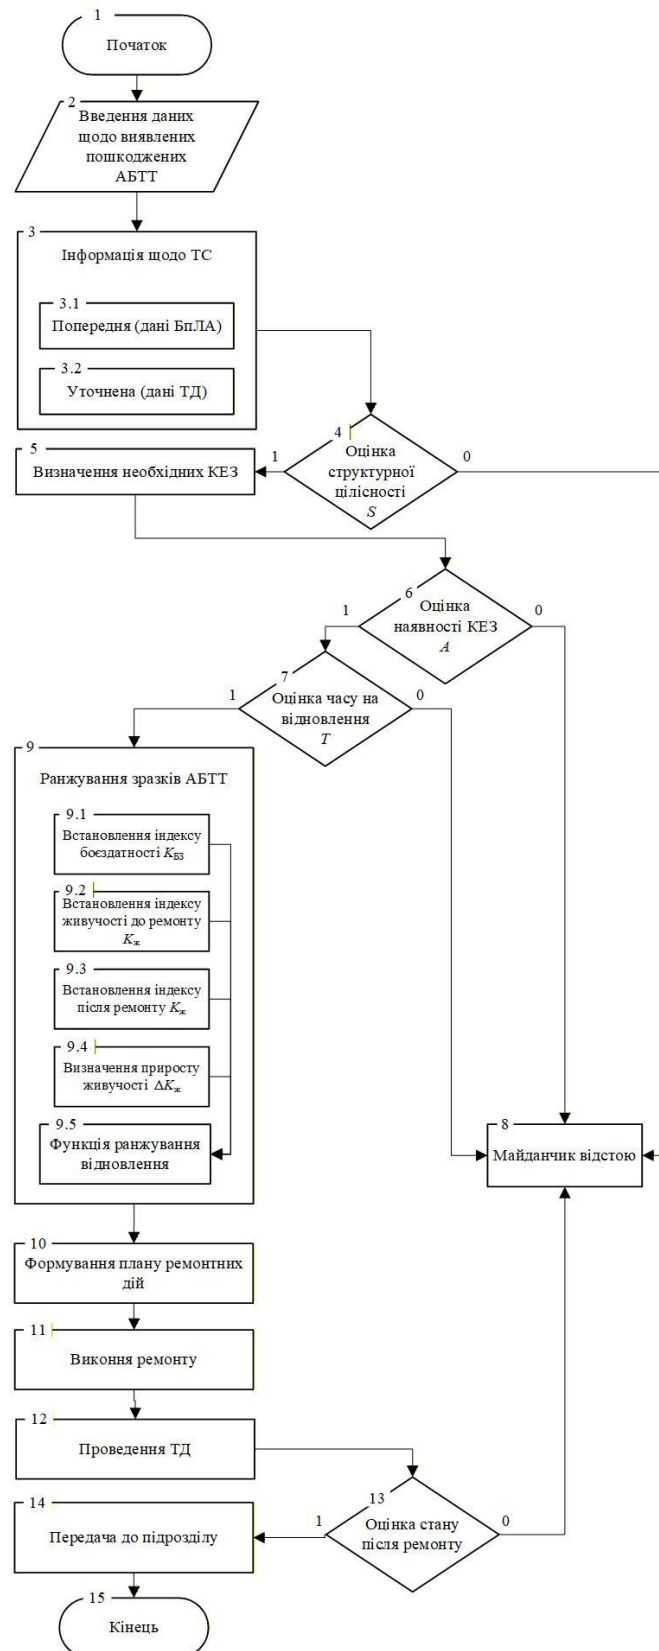 1
Початок
2
Введення даних
щодо виявлених
пошкоджених
АБТТ
3
Інформація щодо ТС
3.1
Попередня (дані БпЛА)
3.2
Уточнена (дані ТД)
4
Оцінка
структурної
цілісності
S
1
0
5
Визначення необхідних КЕЗ
6
Оцінка
наявності КЕЗ
A
1
0
7
Оцінка часу на
відновлення
T
1
0
9
Ранжування зразків АБТТ
9.1
Встановлення індексу
боєздатності KБЗ
9.2
Встановлення індексу
живучості до ремонту
Kж
9.3
Встановлення індексу
після ремонту Kж
9.4
Визначення приросту
живучості ΔKж
9.5
Функція ранжування
відновлення
8
Майданчик відстою
10
Формування плану ремонтних
дій
11
Виконня ремонту
12
Проведення ТД
13
Оцінка стану
після ремонту
1
0
14
Передача до підрозділу
15
Кінець